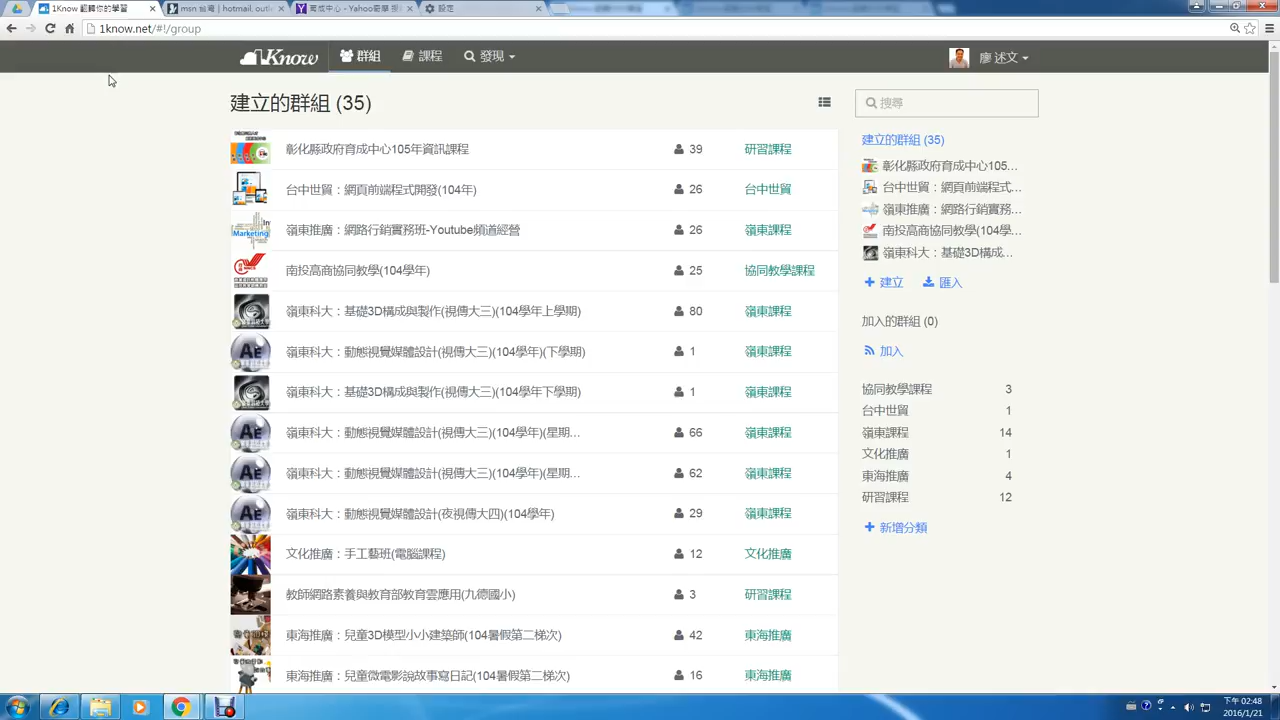 1Know 翻轉你的學習
msn 台灣 | hotmail, outl
育成中心 - Yahoo奇摩 搜
設定
1know.net/#!/group
1Know
群組
課程
發現
廖 述文
建立的群組 (35)
搜尋
彰化縣政府育成中心105年資訊課程
39
研習課程
台中世貿：網頁前端程式開發(104年)
26
台中世貿
嶺東推廣：網路行銷實務班-Youtube頻道經營
26
嶺東課程
南投高商協同教學(104學年)
25
協同教學課程
嶺東科大：基礎3D構成與製作(視傳大三)(104學年上學期)
80
嶺東課程
嶺東科大：動態視覺媒體設計(視傳大三)(104學年)(下學期)
1
嶺東課程
嶺東科大：基礎3D構成與製作(視傳大三)(104學年下學期)
1
嶺東課程
嶺東科大：動態視覺媒體設計(視傳大三)(104學年)(星期...
66
嶺東課程
嶺東科大：動態視覺媒體設計(視傳大三)(104學年)(星期...
62
嶺東課程
嶺東科大：動態視覺媒體設計(夜視傳大四)(104學年)
29
嶺東課程
文化推廣：手工藝班(電腦課程)
12
文化推廣
教師網路素養與教育部教育雲應用(九德國小)
3
研習課程
東海推廣：兒童3D模型小小建築師(104暑假第二梯次)
42
東海推廣
東海推廣：兒童微電影說故事寫日記(104暑假第二梯次)
16
東海推廣
建立的群組 (35)
彰化縣政府育成中心105...
台中世貿：網頁前端程式...
嶺東推廣：網路行銷實務...
南投高商協同教學(104學...
嶺東科大：基礎3D構成...
建立
匯入
加入的群組 (0)
加入
協同教學課程 3
台中世貿 1
嶺東課程 14
文化推廣 1
東海推廣 4
研習課程 12
新增分類
下午 02:48
2016/1/21